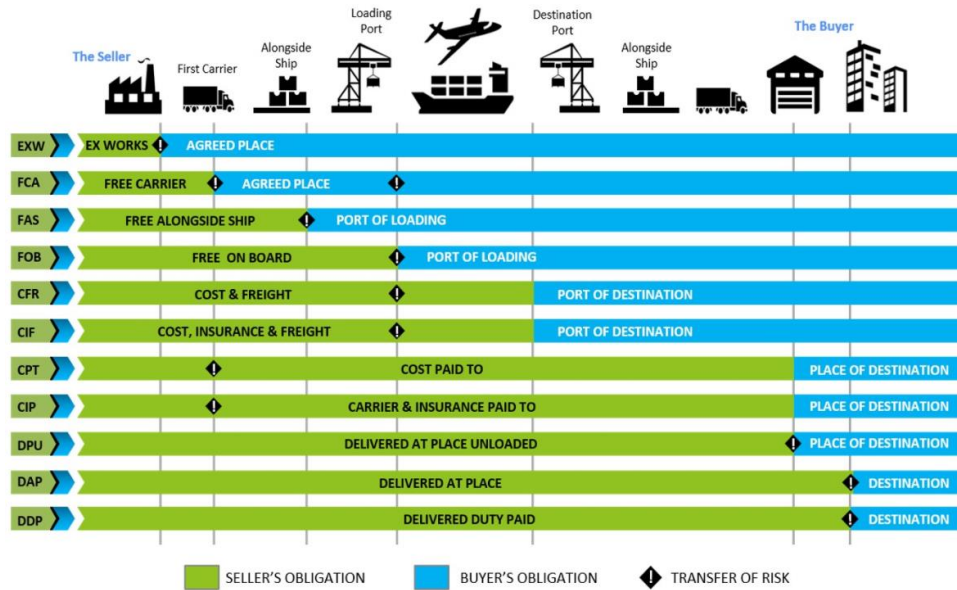 Loading
Port
Destination
Port
The Buyer
The Seller
Alongside
Ship
Alongside
Ship
First Carrier
EXW EX WORKS ! AGREED PLACE
FCA FREE CARRIER ! AGREED PLACE !
FAS FREE ALONGSIDE SHIP ! PORT OF LOADING
FOB FREE ON BOARD ! PORT OF LOADING
CFR COST & FREIGHT ! PORT OF DESTINATION
CIF COST, INSURANCE & FREIGHT ! PORT OF DESTINATION
CPT ! COST PAID TO PLACE OF DESTINATION
CIP ! CARRIER & INSURANCE PAID TO PLACE OF DESTINATION
DPU DELIVERED AT PLACE UNLOADED ! PLACE OF DESTINATION
DAP DELIVERED AT PLACE ! DESTINATION
DDP DELIVERED DUTY PAID ! DESTINATION
SELLER'S OBLIGATION BUYER'S OBLIGATION ! TRANSFER OF RISK